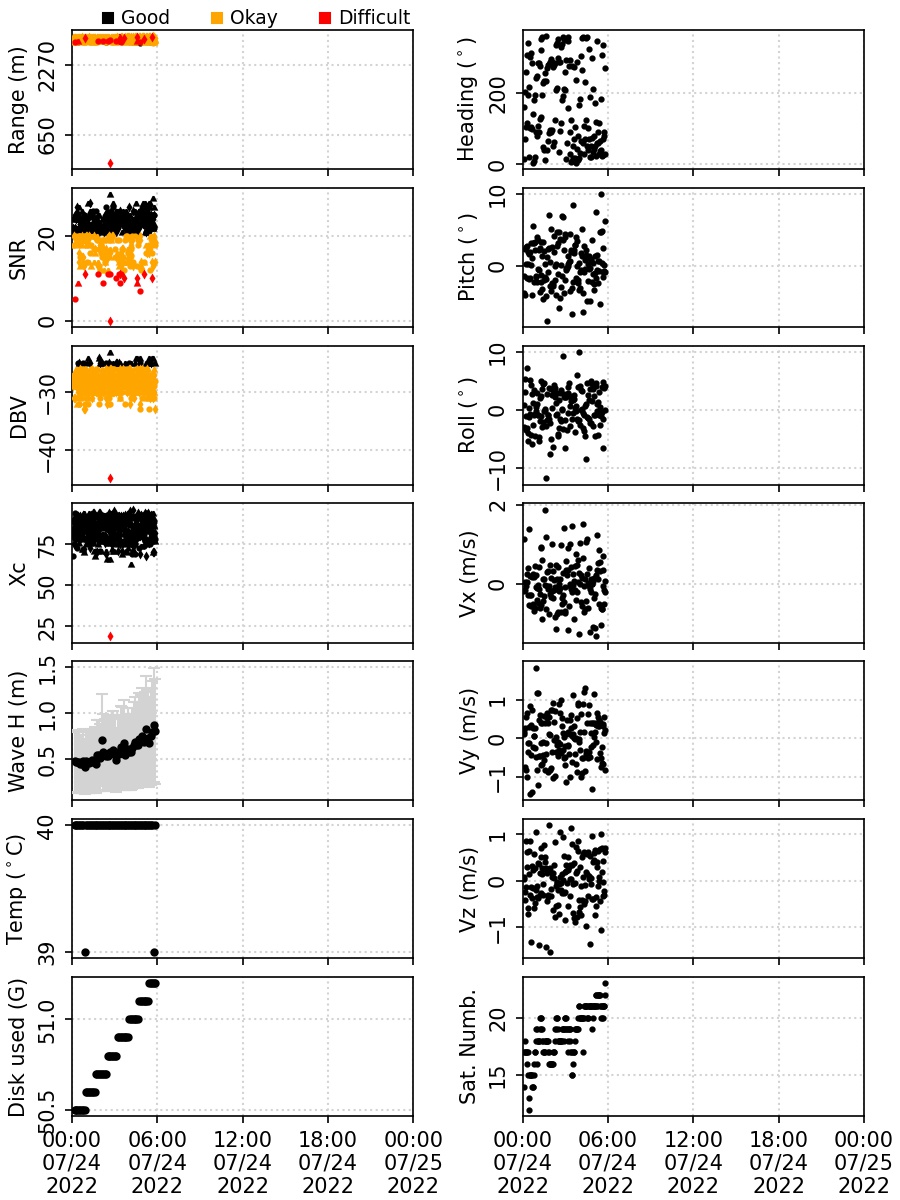 Good Okay Difficult
Range (m)
2270
650
Heading (°)
200
0
SNR
20
0
Pitch (°)
10
0
DBV
−30
−40
Roll (°)
10
0
−10
Xc
75
50
25
Vx (m/s)
2
0
Wave H (m)
1.5
1.0
0.5
Vy (m/s)
1
0
−1
Temp (°C)
40
39
Vz (m/s)
1
0
−1
Disk used (G)
51.0
50.5
Sat. Numb.
20
15
00:00 06:00 12:00 18:00 00:00
07/24 07/24 07/24 07/24 07/25
2022 2022 2022 2022 2022
00:00 06:00 12:00 18:00 00:00
07/24 07/24 07/24 07/24 07/25
2022 2022 2022 2022 2022